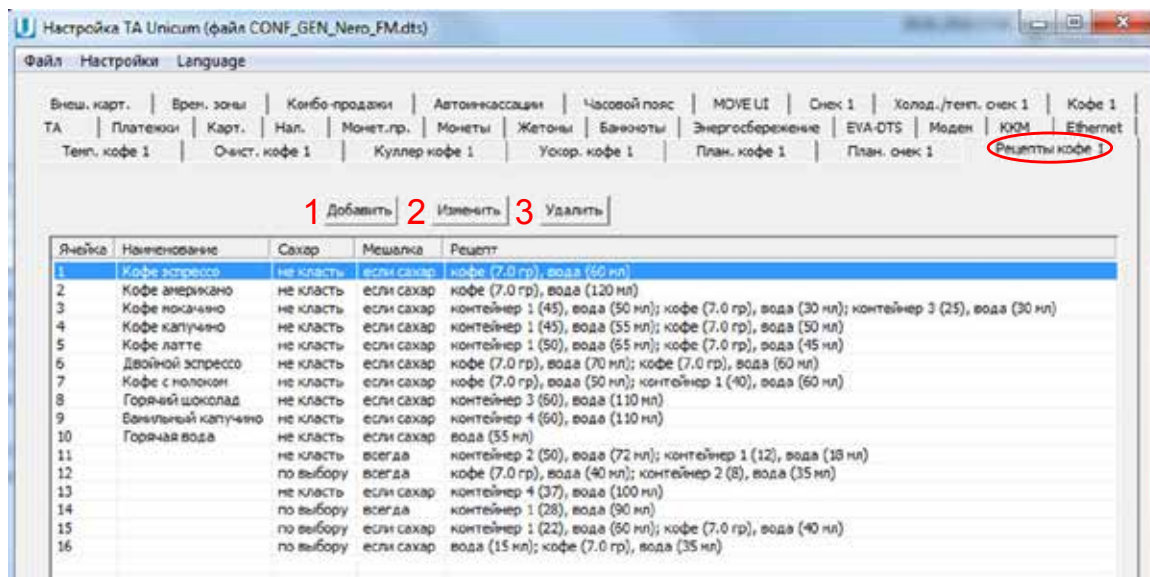 Настройка TA Unicum (файл CONF_GEN_Nero_FM.dts)
Файл Настройки Language
Внеш. карт. Врем. зоны Комбо-продажи Автоинкассации Часовой пояс MOVE UI Снек 1 Холод./темп. снек 1 Кофе 1
ТА Платежки Карт. Нал. Монет.пр. Монеты Жетоны Банкноты Энергосбережение EVA-DTS Модем ККМ Ethernet
Темп. кофе 1 Очист. кофе 1 Куллер кофе 1 Ускор. кофе 1 План. кофе 1 План. снек 1 Рецепты кофе 1
1 Добавить 2 Изменить 3 Удалить
Ячейка Наименование Сахар Мешалка Рецепт
1 Кофе эспрессо не класть если сахар кофе (7.0 гр), вода (60 мл)
2 Кофе американо не класть если сахар кофе (7.0 гр), вода (120 мл)
3 Кофе мокачино не класть если сахар контейнер 1 (45), вода (50 мл); кофе (7.0 гр), вода (30 мл); контейнер 3 (25), вода (30 мл)
4 Кофе капучино не класть если сахар контейнер 1 (45), вода (55 мл); кофе (7.0 гр), вода (50 мл)
5 Кофе латте не класть если сахар контейнер 1 (50), вода (65 мл); кофе (7.0 гр), вода (45 мл)
6 Двойной эспрессо не класть если сахар кофе (7.0 гр), вода (70 мл); кофе (7.0 гр), вода (60 мл)
7 Кофе с молоком не класть если сахар кофе (7.0 гр), вода (50 мл); контейнер 1 (40), вода (60 мл)
8 Горячий шоколад не класть если сахар контейнер 3 (60), вода (110 мл)
9 Ванильный капучино не класть если сахар контейнер 4 (60), вода (110 мл)
10 Горячая вода не класть если сахар вода (55 мл)
11 не класть всегда контейнер 2 (50), вода (72 мл); контейнер 1 (12), вода (18 мл)
12 по выбору всегда кофе (7.0 гр), вода (40 мл); контейнер 2 (8), вода (35 мл)
13 не класть если сахар контейнер 4 (37), вода (100 мл)
14 по выбору всегда контейнер 1 (28), вода (90 мл)
15 по выбору если сахар контейнер 1 (22), вода (60 мл); кофе (7.0 гр), вода (40 мл)
16 по выбору если сахар вода (15 мл); кофе (7.0 гр), вода (35 мл)